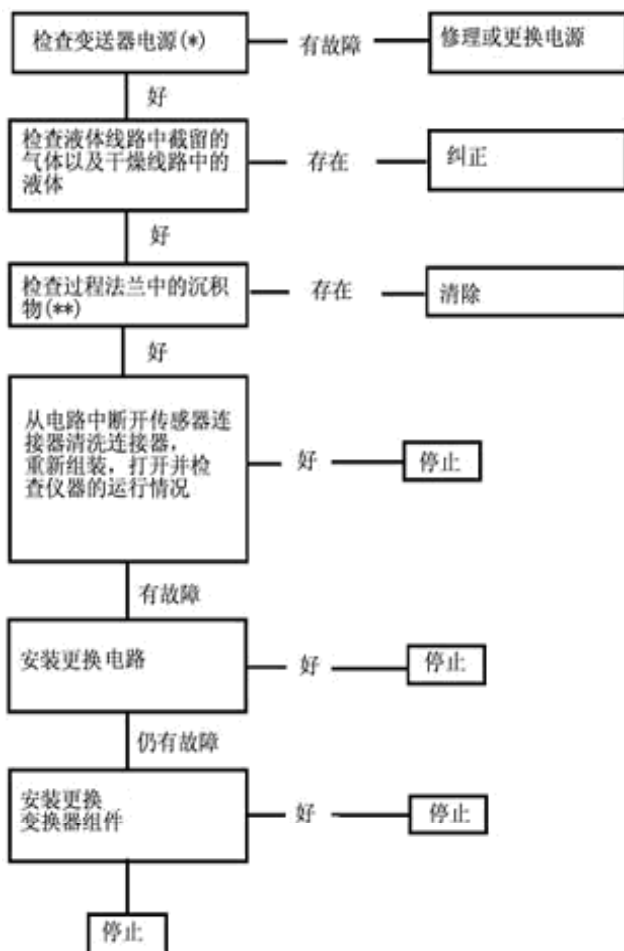 检查变送器电源(*)
有故障
修理或更换电源
好
检查液体线路中截留的
气体以及干燥线路中的
液体
存在
纠正
好
检查过程法兰中的沉积
物(**)
存在
清除
好
从电路中断开传感器连
接器清洗连接器，
重新组装，打开并检
查仪器的运行情况
好
停止
有故障
安装更换电路
好
停止
仍有故障
安装更换
变换器组件
好
停止
停止